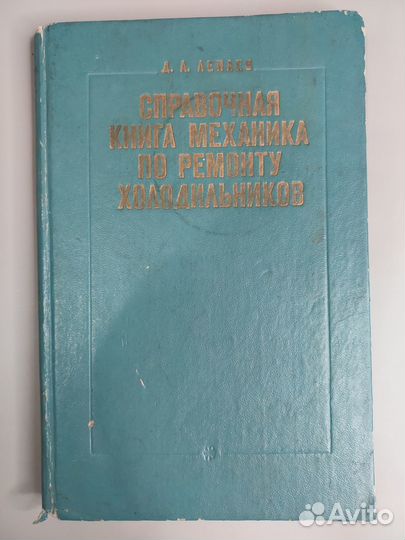 Д. А. ЛЕПАЕВ
СПРАВОЧНАЯ
КНИГА МЕХАНИКА
ПО РЕМОНТУ
ХОЛОДИЛЬНИКОВ
Avito